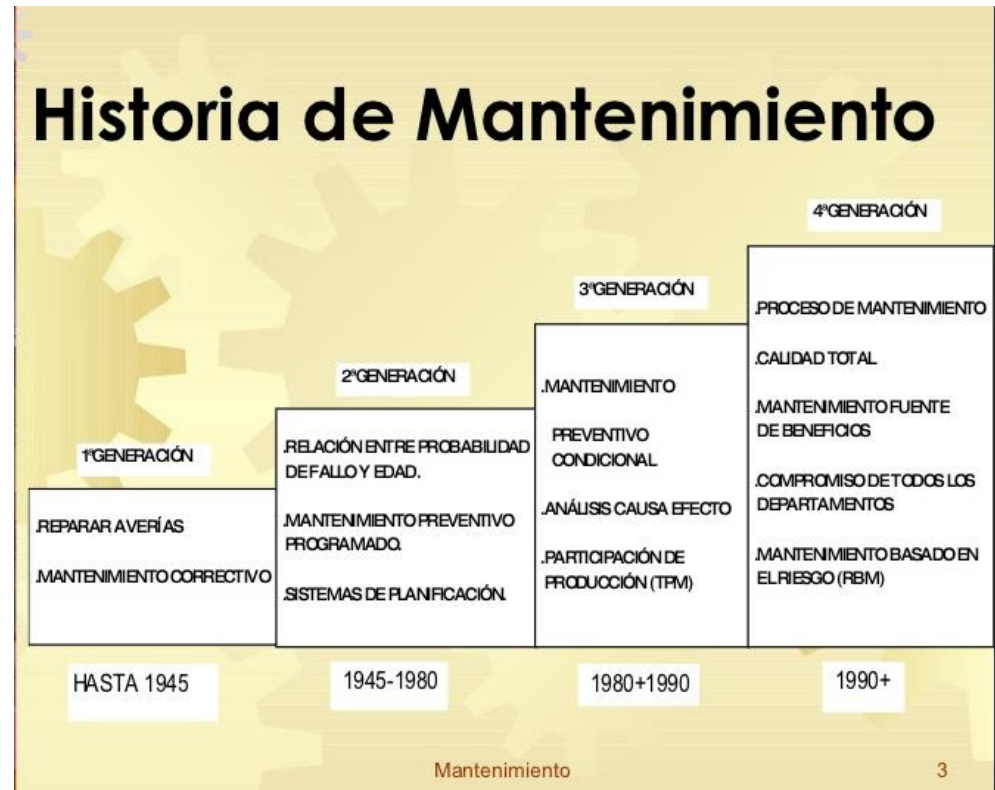 Historia de Mantenimiento
1ªGENERACIÓN
.REPARAR AVERÍAS
.MANTENIMIENTO CORRECTIVO
HASTA 1945
2ªGENERACIÓN
.RELACIÓN ENTRE PROBABILIDAD
DE FALLO Y EDAD.
.MANTENIMIENTO PREVENTIVO
PROGRAMADO.
.SISTEMAS DE PLANIFICACIÓN.
1945-1980
3ªGENERACIÓN
.MANTENIMIENTO
PREVENTIVO
CONDICIONAL
.ANÁLISIS CAUSA EFECTO
.PARTICIPACIÓN DE
PRODUCCIÓN (TPM)
1980+1990
4ªGENERACIÓN
.PROCESO DE MANTENIMIENTO
.CALIDAD TOTAL
.MANTENIMIENTO FUENTE
DE BENEFICIOS
.COMPROMISO DE TODOS LOS
DEPARTAMENTOS
.MANTENIMIENTO BASADO EN
EL RIESGO (RBM)
1990+
Mantenimiento
3